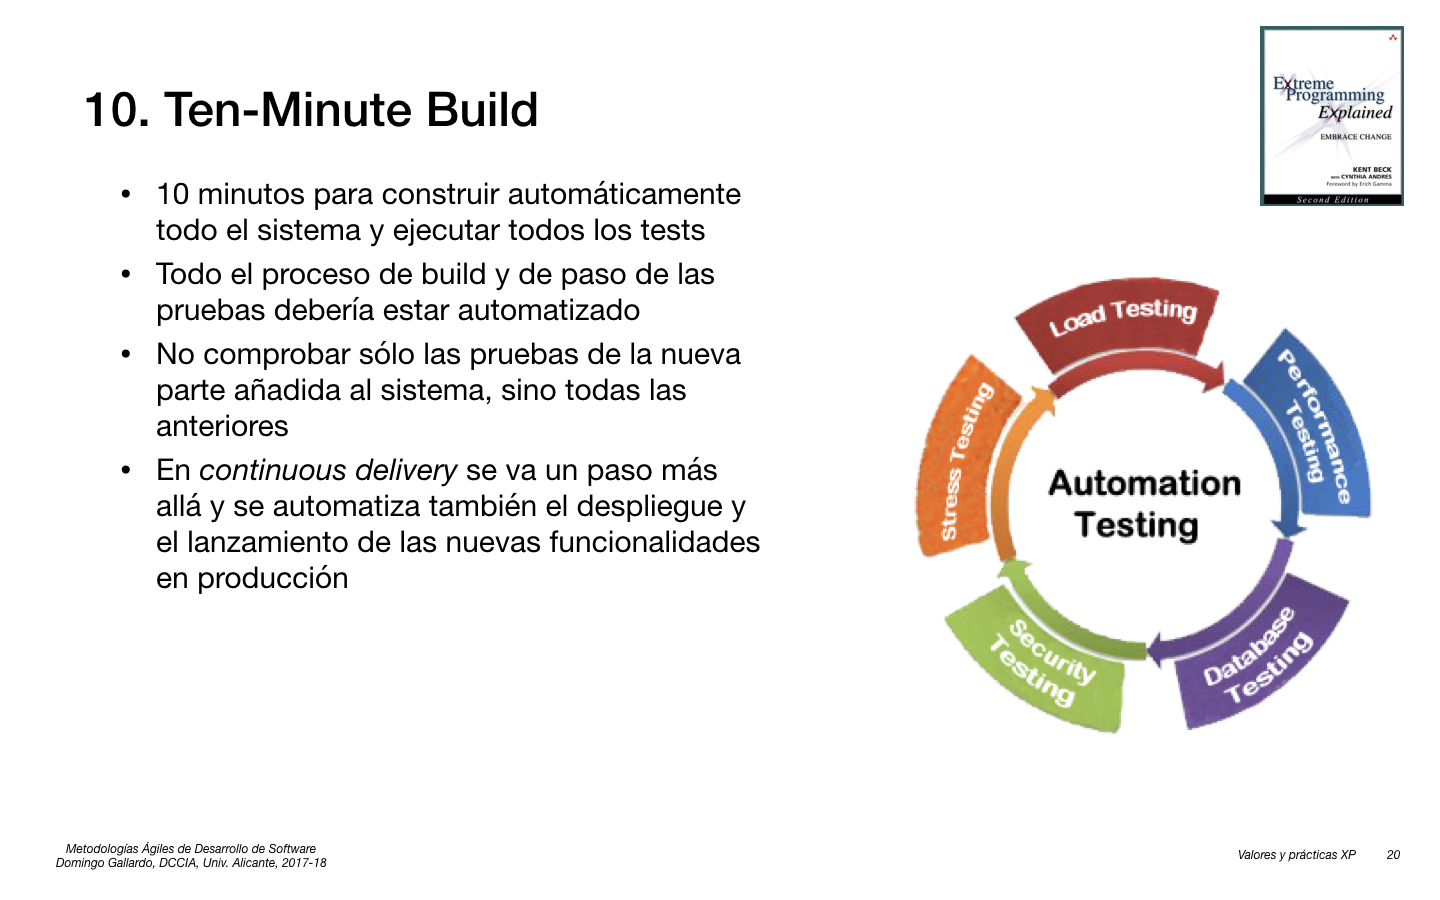 10. Ten-Minute Build
• 10 minutos para construir automáticamente
todo el sistema y ejecutar todos los tests
• Todo el proceso de build y de paso de las
pruebas debería estar automatizado
• No comprobar sólo las pruebas de la nueva
parte añadida al sistema, sino todas las
anteriores
• En continuous delivery se va un paso más
allá y se automatiza también el despliegue y
el lanzamiento de las nuevas funcionalidades
en producción
Extreme
Programming
Explained
EMBRACE CHANGE
KENT BECK
WITH CYNTHIA ANDRES
Foreword by Erich Gamma
Second Edition
Load Testing
Performance
Testing
Database
Testing
Security
Testing
Stress Testing
Automation
Testing
Metodologías Ágiles de Desarrollo de Software
Domingo Gallardo, DCCIA, Univ. Alicante, 2017-18
Valores y prácticas XP 20